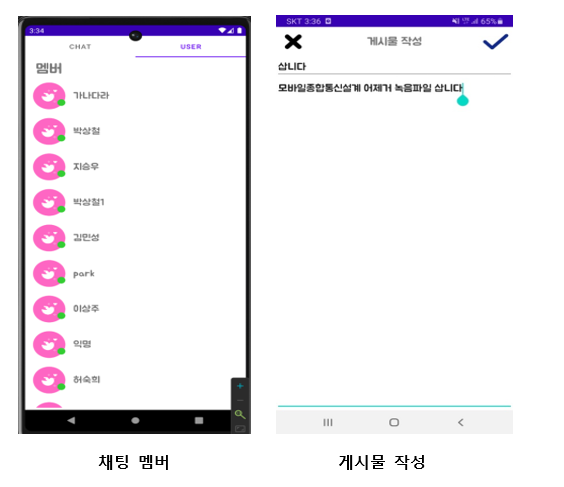 3:34
CHAT USER
멤버
가나다라
박상철
지승우
박상철1
김민성
park
이상주
익명
허숙희
채팅 멤버
SKT 3:36 65%
게시물 작성
삽니다
모바일종합통신설계 어제거 녹음파일 삽니다
게시물 작성